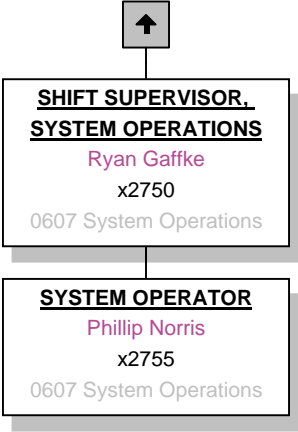 SHIFT SUPERVISOR,
SYSTEM OPERATIONS
Ryan Gaffke
x2750
0607 System Operations
SYSTEM OPERATOR
Phillip Norris
x2755
0607 System Operations